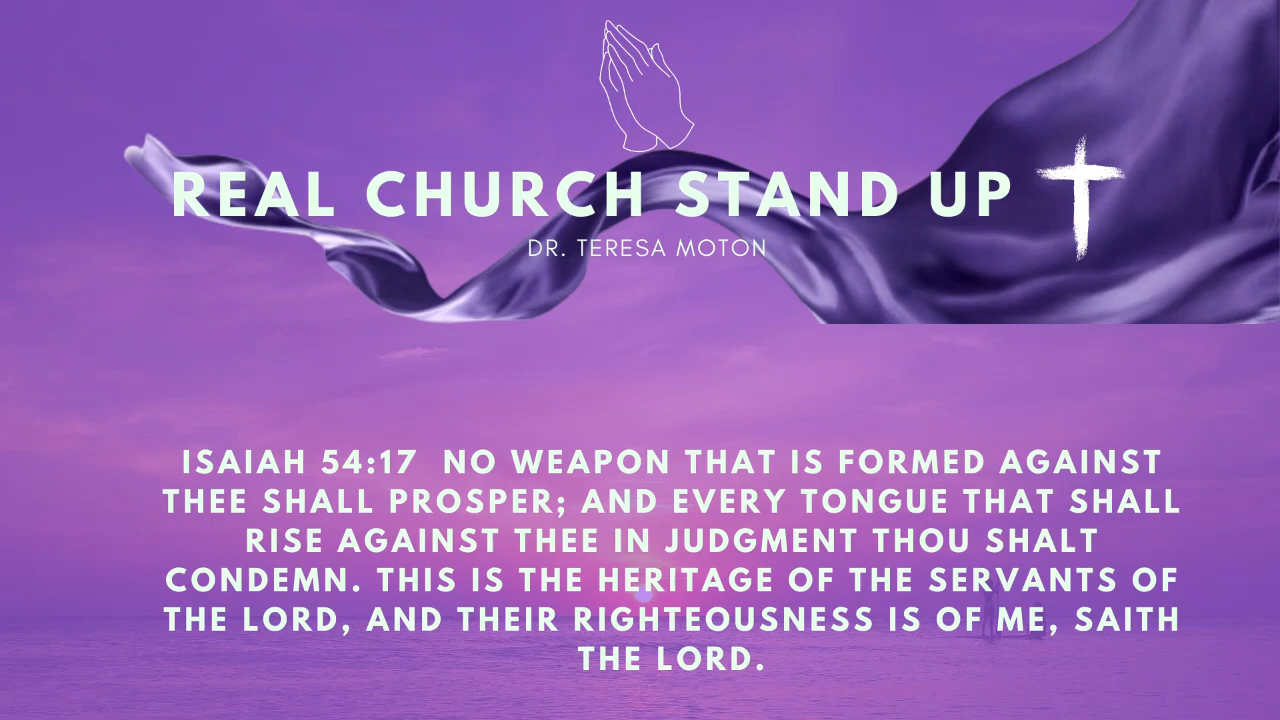 REAL CHURCH STAND UP
DR. TERESA MOTON
ISAIAH 54:17  NO WEAPON THAT IS FORMED AGAINST
THEE SHALL PROSPER; AND EVERY TONGUE THAT SHALL
RISE AGAINST THEE IN JUDGMENT THOU SHALT
CONDEMN. THIS IS THE HERITAGE OF THE SERVANTS OF
THE LORD, AND THEIR RIGHTEOUSNESS IS OF ME, SAITH
THE LORD.